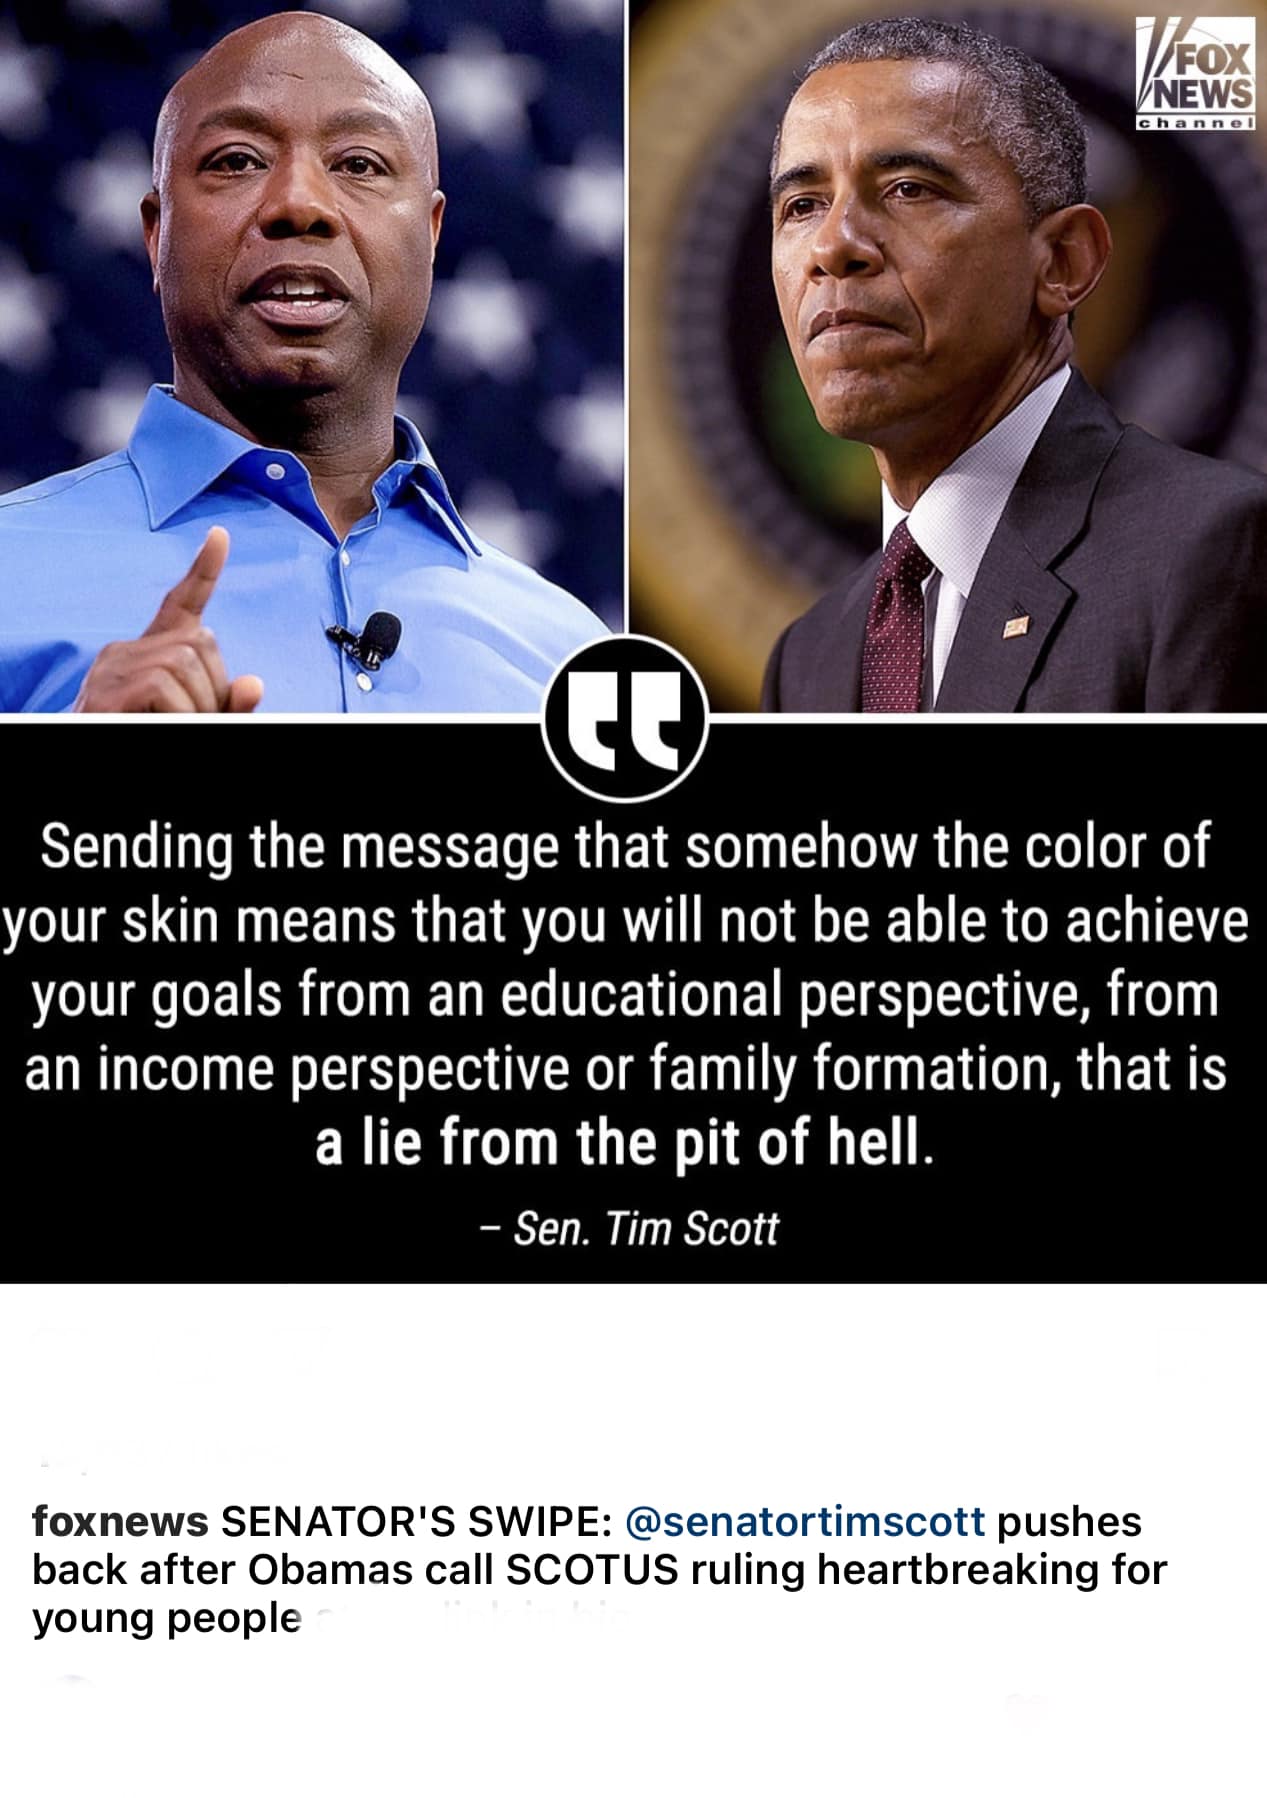 FOX
NEWS
channel
Sending the message that somehow the color of
your skin means that you will not be able to achieve
your goals from an educational perspective, from
an income perspective or family formation, that is
a lie from the pit of hell.
– Sen. Tim Scott
foxnews SENATOR'S SWIPE: @senatortimscott pushes
back after Obamas call SCOTUS ruling heartbreaking for
young people